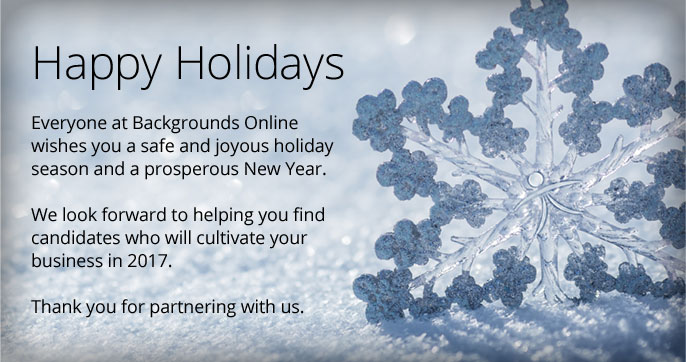 Happy Holidays
Everyone at Backgrounds Online
wishes you a safe and joyous holiday
season and a prosperous New Year.
We look forward to helping you find
candidates who will cultivate your
business in 2017.
Thank you for partnering with us.